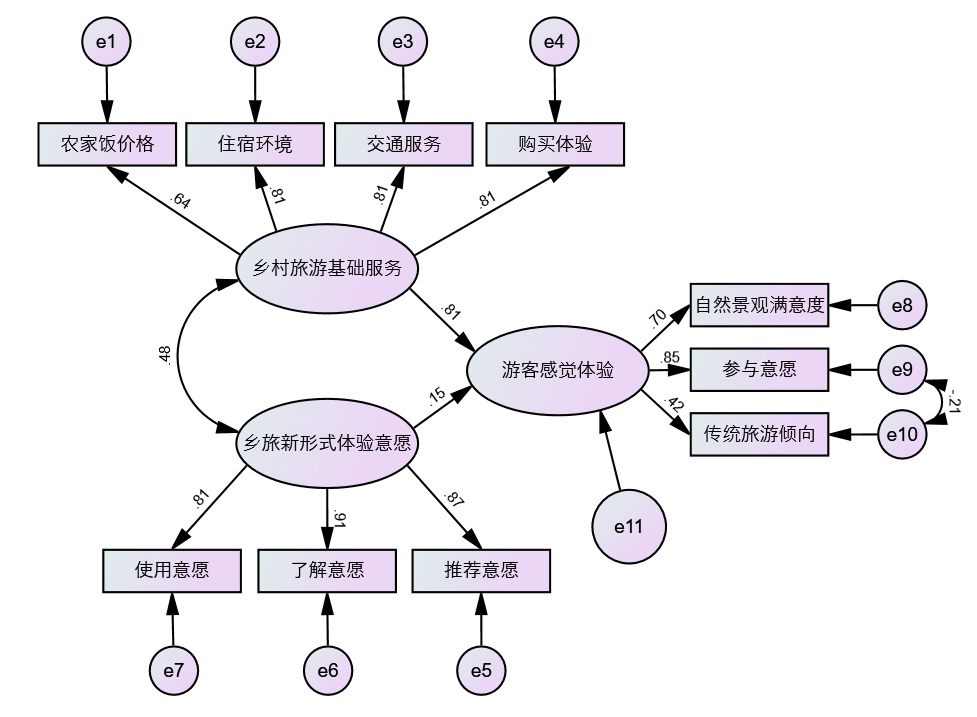 e1
e2
e3
e4
农家饭价格
住宿环境
交通服务
购买体验
.64
.81
.81
.81
乡村旅游基础服务
.81
.48
.15
乡旅新形式体验意愿
游客感觉体验
.70
.85
.42
自然景观满意度
e8
参与意愿
e9
传统旅游倾向
e10
-.21
e11
.81
.91
.87
使用意愿
了解意愿
推荐意愿
e7
e6
e5